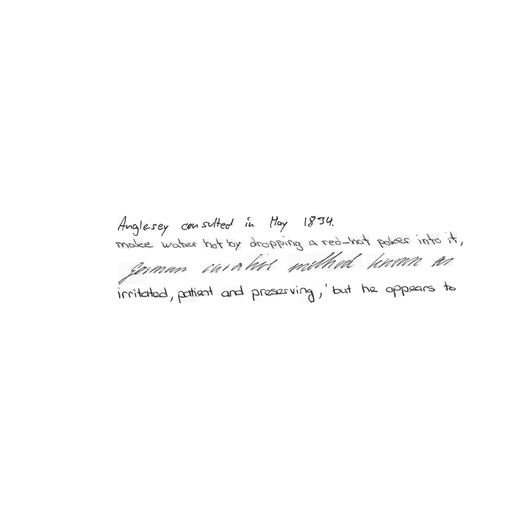 Anglesey consulted in May 1834.
make water hot by dropping a red-hot poker into it,
german curative method known as
irritated, patient and preserving,' but he appears to